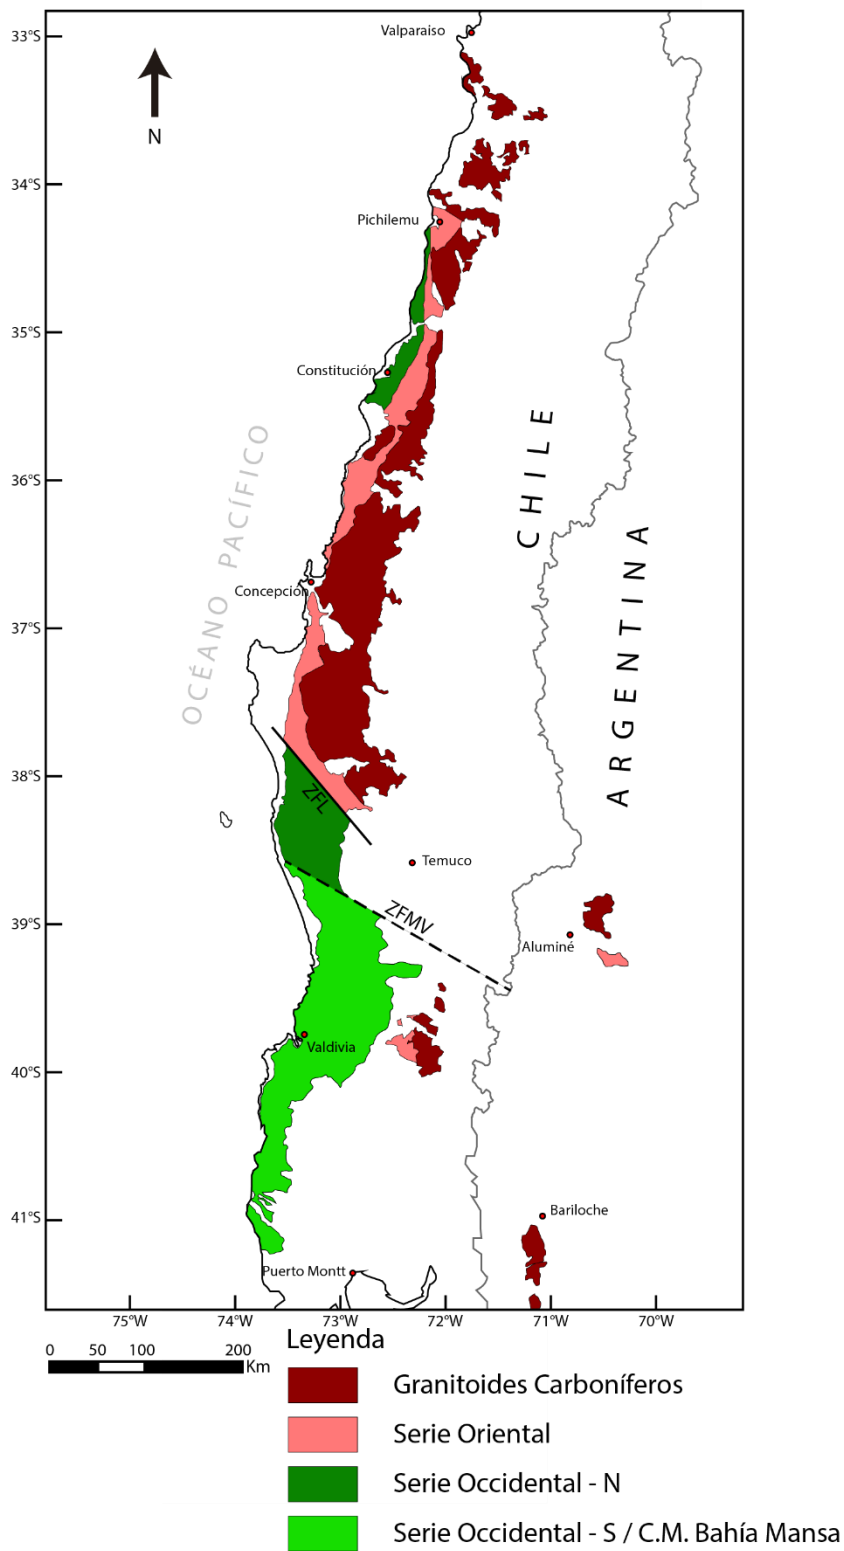 33°S
Valparaiso
N
34°S
Pichilemu
35°S
Constitución
CHILE
OCÉANO PACÍFICO
36°S
ARGENTINA
Concepción
37°S
38°S
ZFL
Temuco
ZFMV
39°S
Aluminé
Valdivia
40°S
41°S
Bariloche
Puerto Montt
75°W 74°W 73°W 72°W 71°W 70°W
0 50 100 200
Km
Leyenda
Granitoides Carboníferos
Serie Oriental
Serie Occidental - N
Serie Occidental - S / C.M. Bahía Mansa